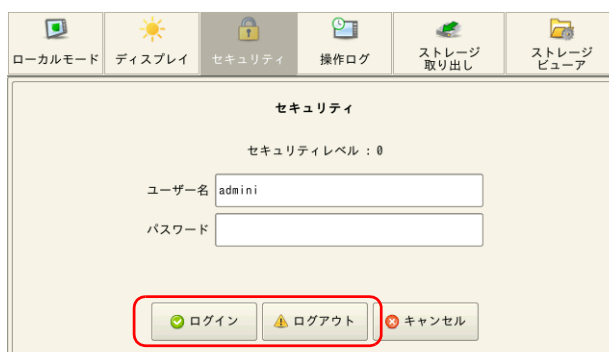 ローカルモード
ディスプレイ
セキュリティ
操作ログ
ストレージ
取り出し
ストレージ
ビューア
セキュリティ
セキュリティレベル : 0
ユーザー名 admini
パスワード
ログイン ログアウト キャンセル